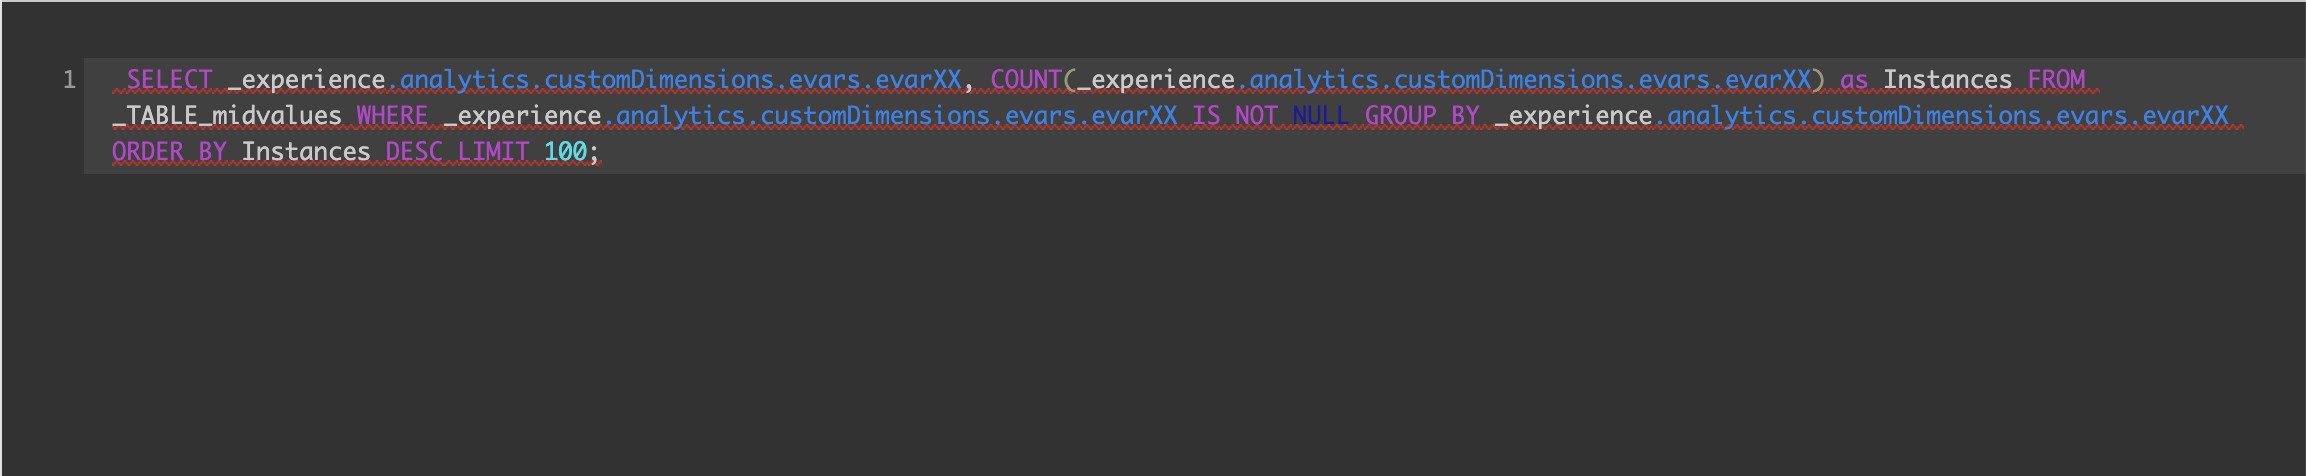 1 SELECT _experience.analytics.customDimensions.evars.evarXX, COUNT(_experience.analytics.customDimensions.evars.evarXX) as Instances FROM
_TABLE_midvalues WHERE _experience.analytics.customDimensions.evars.evarXX IS NOT NULL GROUP BY _experience.analytics.customDimensions.evars.evarXX
ORDER BY Instances DESC LIMIT 100;